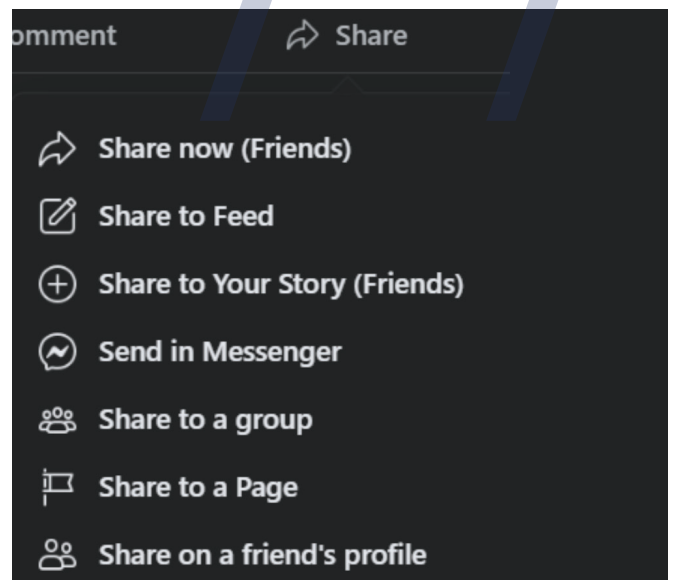 omment Share
Share now (Friends)
Share to Feed
Share to Your Story (Friends)
Send in Messenger
Share to a group
Share to a Page
Share on a friend's profile